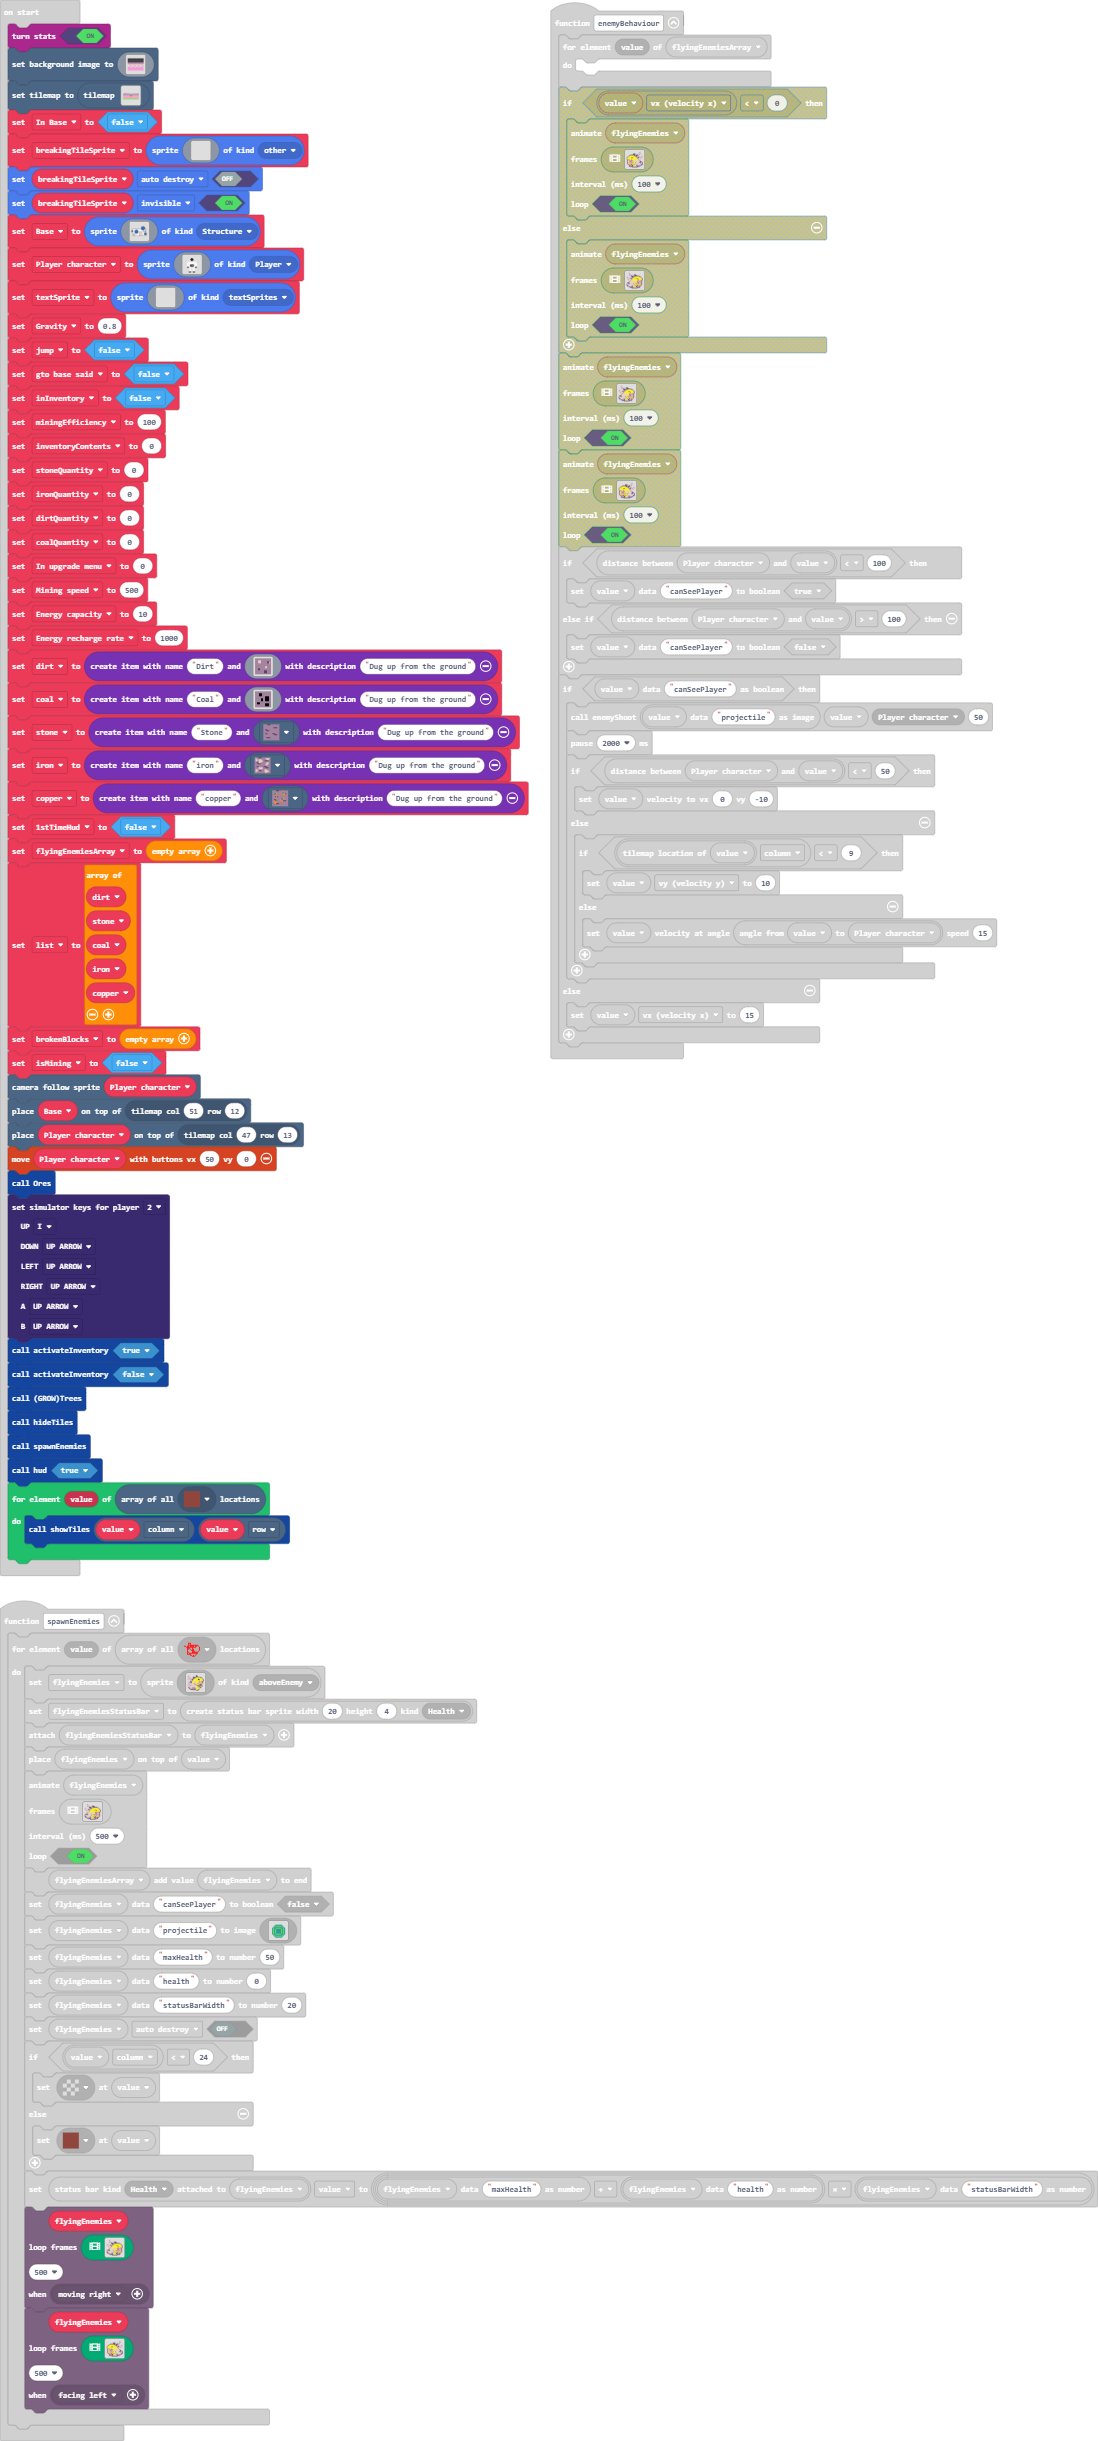 on start
turn stats ON
set background image to
set tilemap to tilemap
set In Base to false
set breakingTileSprite to sprite of kind other
set breakingTileSprite auto destroy OFF
set breakingTileSprite invisible ON
set Base to sprite of kind Structure
set Player character to sprite of kind Player
set textSprite to sprite of kind textSprites
set Gravity to 0.8
set jump to false
set gto base said to false
set inInventory to false
set miningEfficiency to 100
set inventoryContents to 0
set stoneQuantity to 0
set ironQuantity to 0
set dirtQuantity to 0
set coalQuantity to 0
set In upgrade menu to 0
set Mining speed to 500
set Energy capacity to 10
set Energy recharge rate to 1000
set dirt to create item with name "Dirt" and with description "Dug up from the ground"
set coal to create item with name "Coal" and with description "Dug up from the ground"
set stone to create item with name "Stone" and with description "Dug up from the ground"
set iron to create item with name "iron" and with description "Dug up from the ground"
set copper to create item with name "copper" and with description "Dug up from the ground"
set 1stTimeHud to false
set flyingEnemiesArray to empty array
array of
dirt
stone
set list to coal
iron
copper
set brokenBlocks to empty array
set isMining to false
camera follow sprite Player character
place Base on top of tilemap col 51 row 12
place Player character on top of tilemap col 47 row 13
move Player character with buttons vx 50 vy 0
call Ores
set simulator keys for player 2
UP I
DOWN UP ARROW
LEFT UP ARROW
RIGHT UP ARROW
A UP ARROW
B UP ARROW
call activateInventory true
call activateInventory false
call (GROW)Trees
call hideTiles
call spawnEnemies
call hud true
for element value of array of all locations
do
call showTiles value column value row
function enemyBehaviour
for element value of flyingEnemiesArray
do
if value vx (velocity x) < 0 then
animate flyingEnemies
frames
interval (ms) 100
loop ON
else
animate flyingEnemies
frames
interval (ms) 100
loop ON
animate flyingEnemies
frames
interval (ms) 100
loop ON
animate flyingEnemies
frames
interval (ms) 100
loop ON
if distance between Player character and value < 100 then
set value data "canSeePlayer" to boolean true
else if distance between Player character and value > 100 then
set value data "canSeePlayer" to boolean false
if value data "canSeePlayer" as boolean then
call enemyShoot value data "projectile" as image value Player character 50
pause 2000 ms
if distance between Player character and value < 50 then
set value velocity to vx 0 vy -10
else
if tilemap location of value column < 9 then
set value vy (velocity y) to 10
else
set value velocity at angle angle from value to Player character speed 15
else
set value vx (velocity x) to 15
function spawnEnemies
for element value of array of all locations
do
set flyingEnemies to sprite of kind aboveEnemy
set flyingEnemiesStatusBar to create status bar sprite width 20 height 4 kind Health
attach flyingEnemiesStatusBar to flyingEnemies
place flyingEnemies on top of value
animate flyingEnemies
frames
interval (ms) 500
loop ON
flyingEnemiesArray add value flyingEnemies to end
set flyingEnemies data "canSeePlayer" to boolean false
set flyingEnemies data "projectile" to image
set flyingEnemies data "maxHealth" to number 50
set flyingEnemies data "health" to number 0
set flyingEnemies data "statusBarWidth" to number 20
set flyingEnemies auto destroy OFF
if value column < 24 then
set at value
else
set at value
set status bar kind Health attached to flyingEnemies value to flyingEnemies data "maxHealth" as number flyingEnemies data "health" as number flyingEnemies data "statusBarWidth" as number
flyingEnemies
loop frames
500
when moving right
flyingEnemies
loop frames
500
when facing left